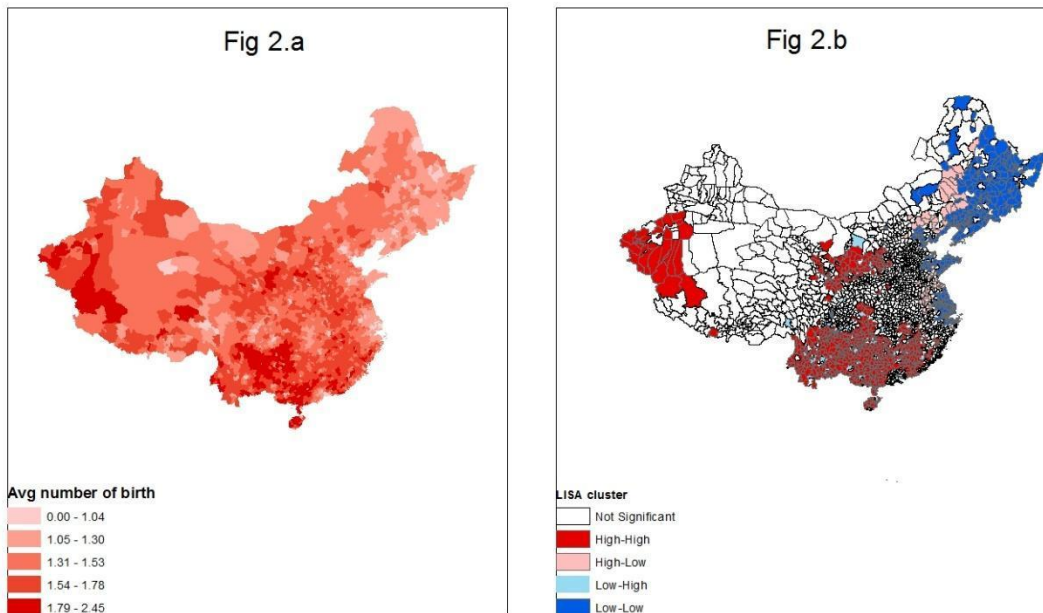 Fig 2.a
Avg number of birth
0.00 - 1.04
1.05 - 1.30
1.31 - 1.53
1.54 - 1.78
1.79 - 2.45
Fig 2.b
LISA cluster
Not Significant
High-High
High-Low
Low-High
Low-Low